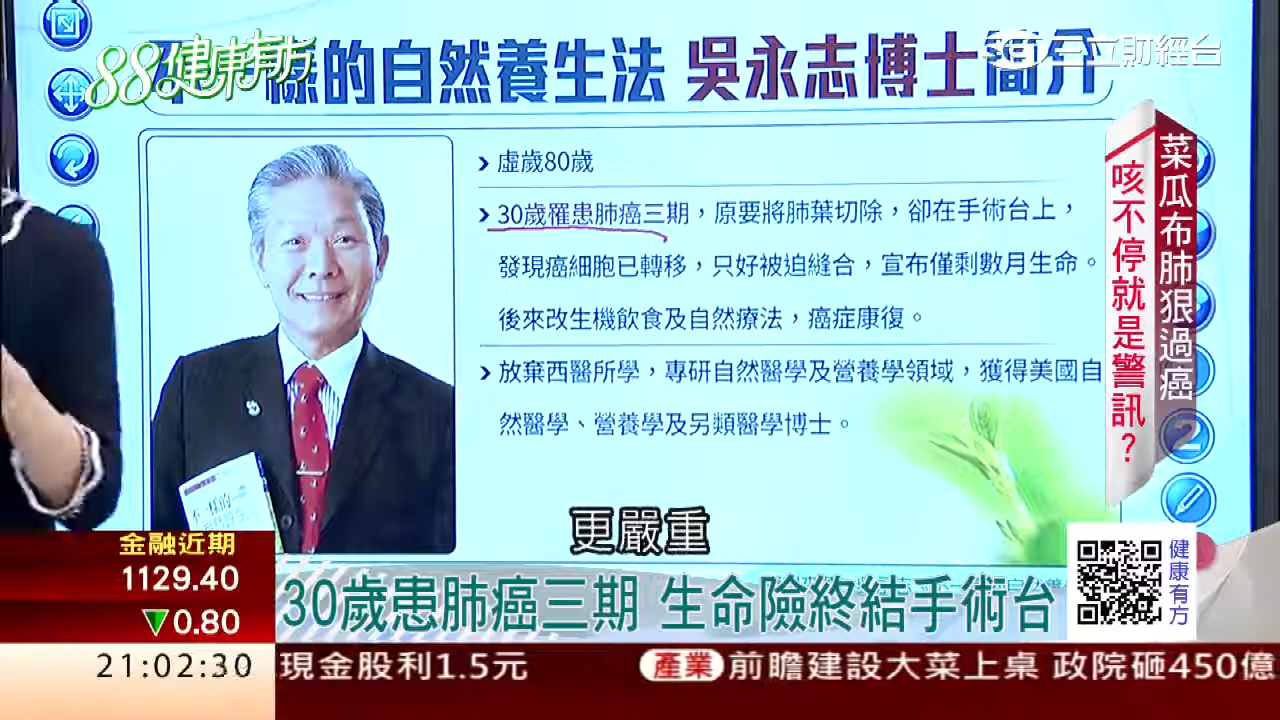 88健康有方
樣的自然養生法 吳永志博士簡介
三立財經台
虛歲80歲
30歲罹患肺癌三期,原要將肺葉切除,卻在手術台上,
發現癌細胞已轉移,只好被迫縫合,宣布僅剩數月生命。
後來改生機飲食及自然療法,癌症康復。
放棄西醫所學,專研自然醫學及營養學領域,獲得美國自
然醫學、營養學及另類醫學博士。
菜瓜布肺狠過癌
咳不停就是警訊?
2
不一樣的
更嚴重
30歲患肺癌三期 生命險終結手術台
健康有方
金融近期
1129.40
▼0.80
21:02:30
現金股利1.5元
產業 前瞻建設大菜上桌 政院砸450億